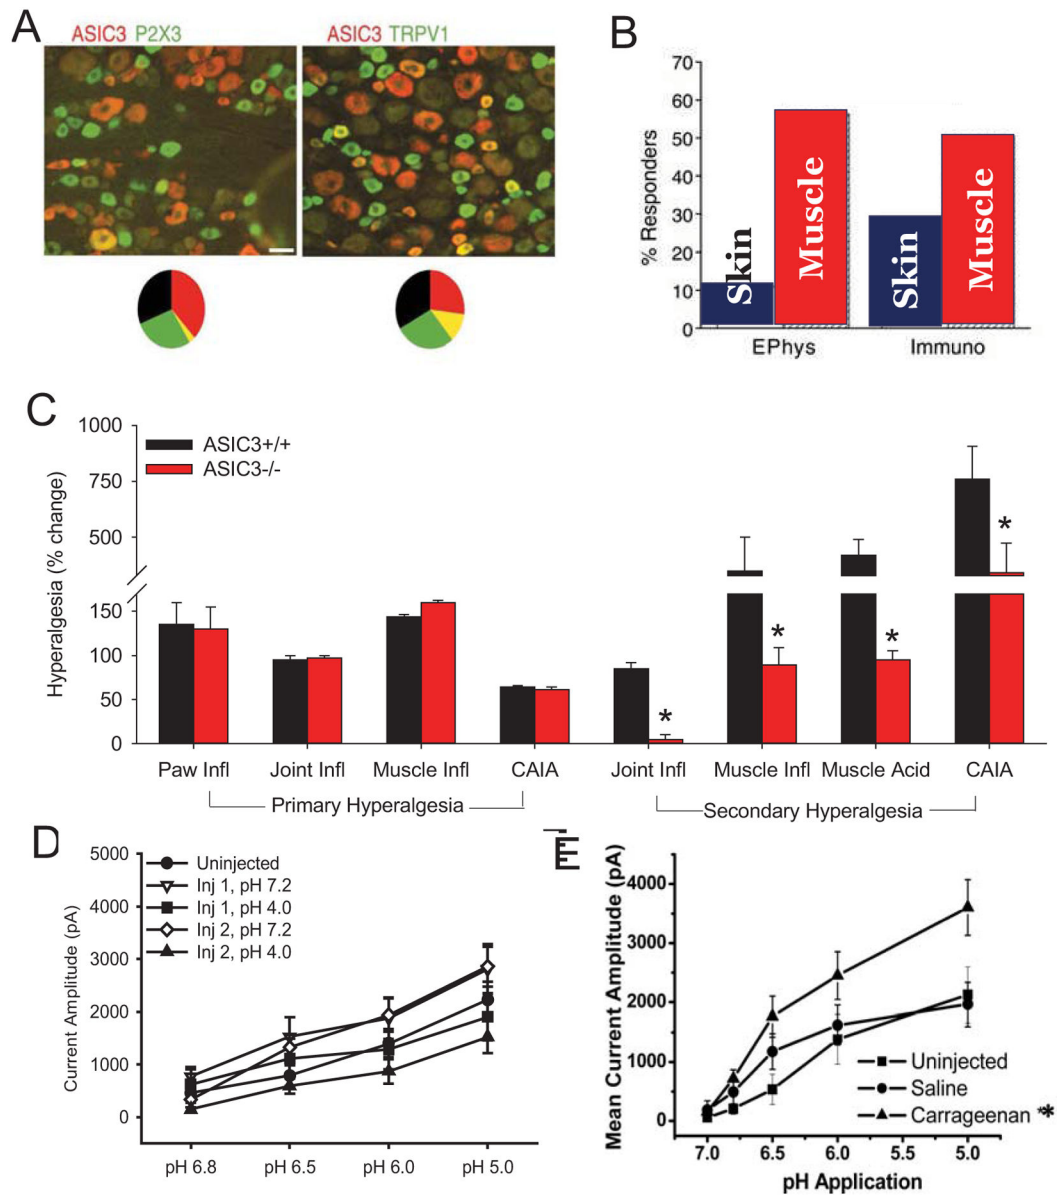 A
ASIC3 P2X3
ASIC3 TRPV1
B
70
60
50
40
30
20
10
0
% Responders
Skin
Muscle
Skin
Muscle
EPhys
Immuno
C
1000
750
500
150
100
50
0
Hyperalgesia (% change)
ASIC3+/+
ASIC3-/-
*
*
*
*
Paw Infl
Joint Infl
Muscle Infl
CAIA
Joint Infl
Muscle Infl
Muscle Acid
CAIA
Primary Hyperalgesia
Secondary Hyperalgesia
D
5000
4000
3000
2000
1000
0
Current Amplitude (pA)
Uninjected
Inj 1, pH 7.2
Inj 1, pH 4.0
Inj 2, pH 7.2
Inj 2, pH 4.0
pH 6.8
pH 6.5
pH 6.0
pH 5.0
E
4000
3000
2000
1000
0
Mean Current Amplitude (pA)
Uninjected
Saline
Carrageenan **
7.0
6.5
6.0
5.5
5.0
pH Application